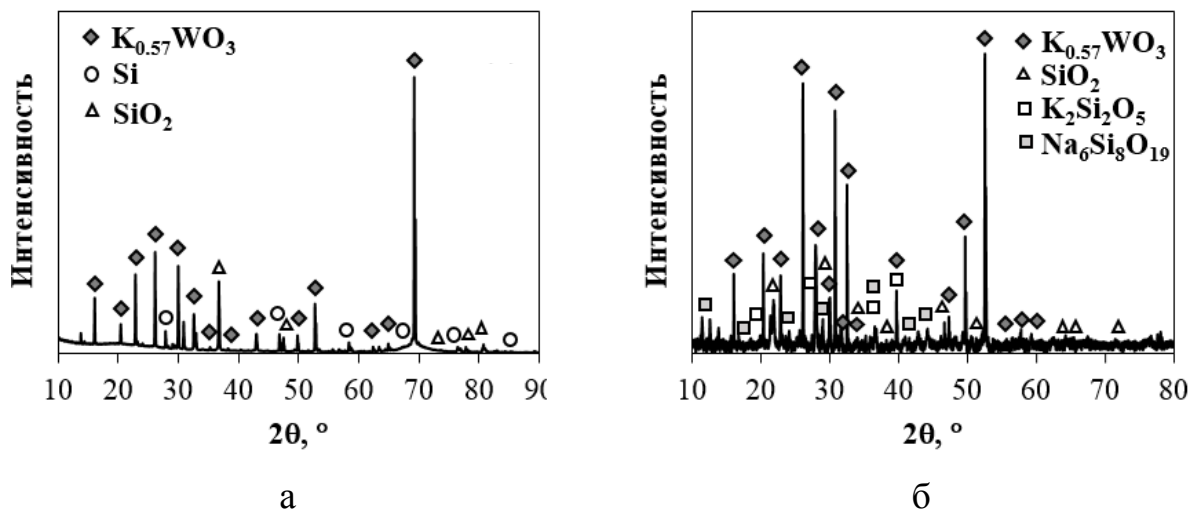 Интенсивность
K₀.₅₇WO₃
Si
SiO₂
10 20 30 40 50 60 70 80 90
2θ, º
а
Интенсивность
K₀.₅₇WO₃
SiO₂
K₂Si₂O₅
Na₆Si₈O₁₉
10 20 30 40 50 60 70 80
2θ, º
б